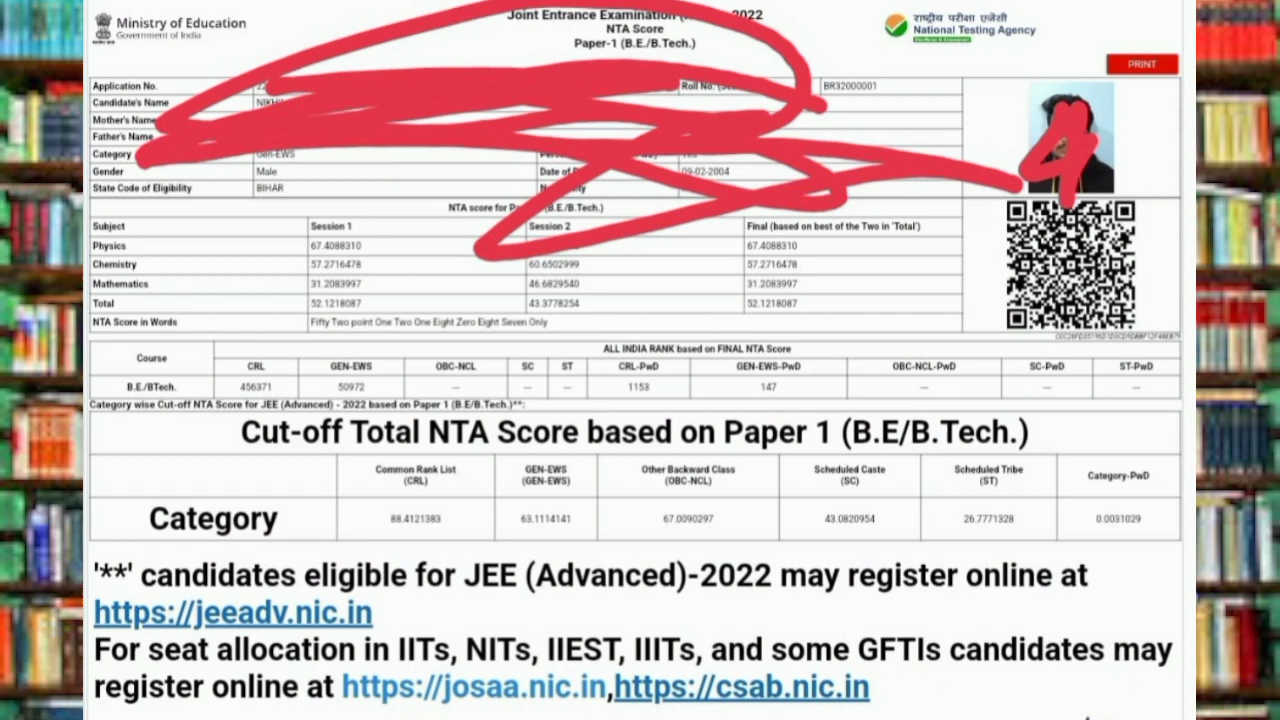 Ministry of Education
Government of India
Joint Entrance Examination 2022
NTA Score
Paper-1 (B.E./B.Tech.)
राष्ट्रीय परीक्षा एजेंसी
National Testing Agency
PRINT
Application No. Roll No. BR32000001
Candidate's Name
Mother's Name
Father's Name
Category Gen-EWS
Gender Male Date of 09-02-2004
State Code of Eligibility BIHAR
NTA score for (B.E./B.Tech.)
Subject Session 1 Session 2 Final (based on best of the Two in 'Total')
Physics 67.4088310 67.4088310
Chemistry 57.2716478 60.6502999 57.2716478
Mathematics 31.2083997 46.6829540 31.2083997
Total 52.1218087 43.3778254 52.1218087
NTA Score in Words Fifty Two point One Two One Eight Zero Eight Seven Only
Course ALL INDIA RANK based on FINAL NTA Score
CRL GEN-EWS OBC-NCL SC ST CRL-PwD GEN-EWS-PwD OBC-NCL-PwD SC-PwD ST-PwD
B.E./BTech. 456371 50972 — — — 1153 147 — — —
Category wise Cut-off NTA Score for JEE (Advanced) - 2022 based on Paper 1 (B.E/B.Tech.)**:
Cut-off Total NTA Score based on Paper 1 (B.E/B.Tech.)
Common Rank List (CRL) GEN-EWS (GEN-EWS) Other Backward Class (OBC-NCL) Scheduled Caste (SC) Scheduled Tribe (ST) Category-PwD
Category 88.4121383 63.1114141 67.0090297 43.0820954 26.7771328 0.0031029
'**' candidates eligible for JEE (Advanced)-2022 may register online at
https://jeeadv.nic.in
For seat allocation in IITs, NITs, IIEST, IIITs, and some GFTIs candidates may
register online at https://josaa.nic.in,https://csab.nic.in